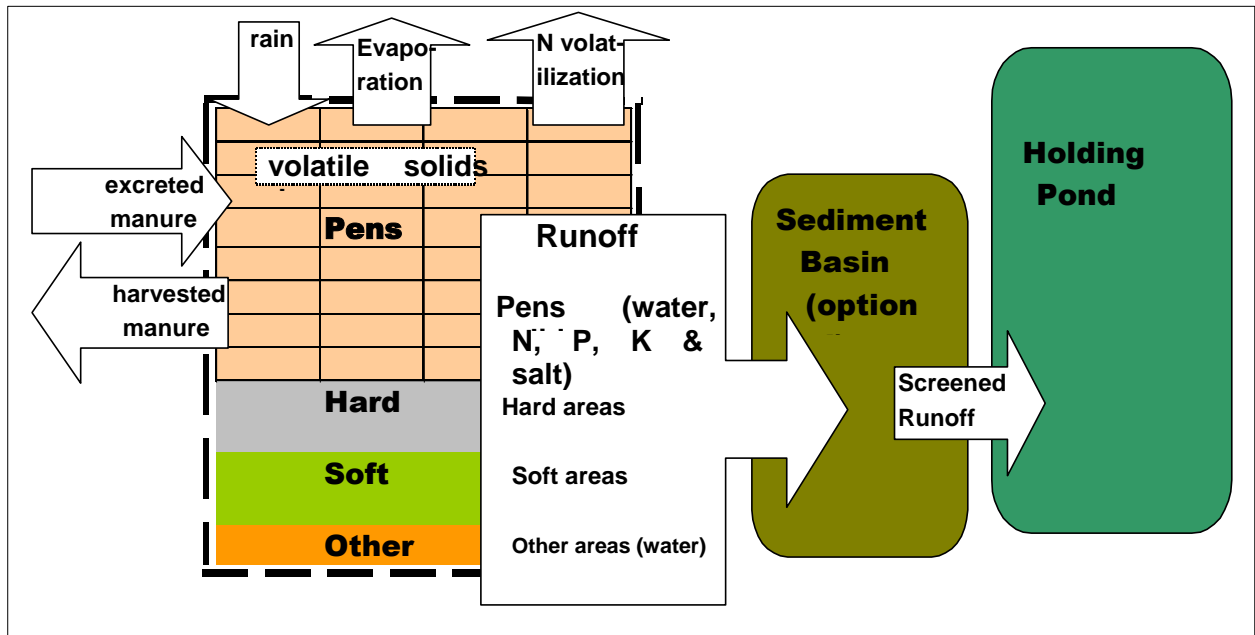 rain
Evapo-
ration
N volat-
ilization
volatile solids
excreted
manure
Pens
harvested
manure
Hard
Soft
Other
Runoff
Pens (water,
N, P, K &
salt)
Hard areas
Soft areas
Other areas (water)
Sediment
Basin
(option
Screened
Runoff
Holding
Pond